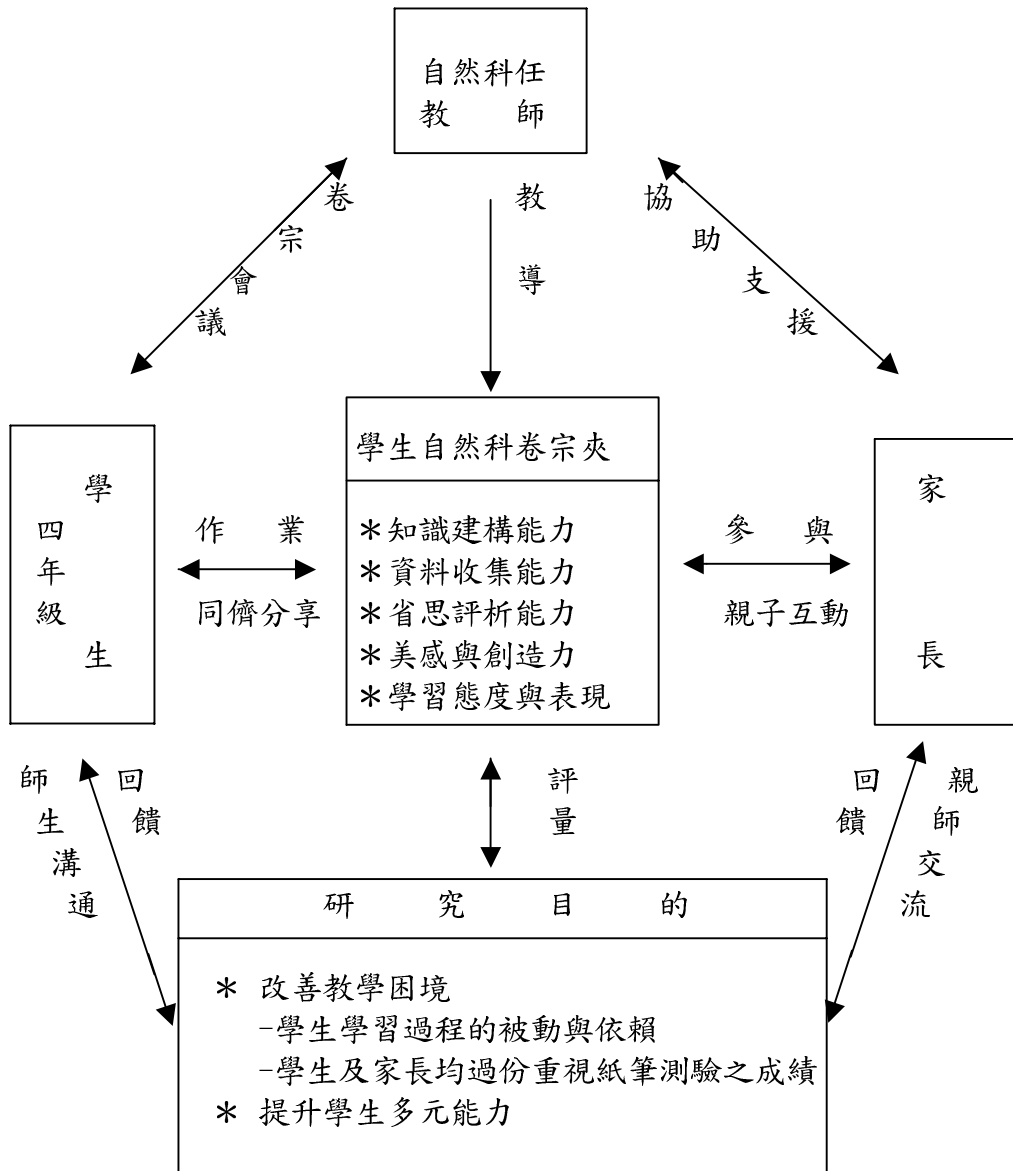 自然科任
教 師
卷宗會議
教導
協助支援
四年級
學生
作 業
同儕分享
學生自然科卷宗夾
＊知識建構能力
＊資料收集能力
＊省思評析能力
＊美感與創造力
＊學習態度與表現
參 與
親子互動
家長
師生溝通
回饋
評量
回饋
親師交流
研 究 目 的
＊ 改善教學困境
-學生學習過程的被動與依賴
-學生及家長均過份重視紙筆測驗之成績
＊ 提升學生多元能力